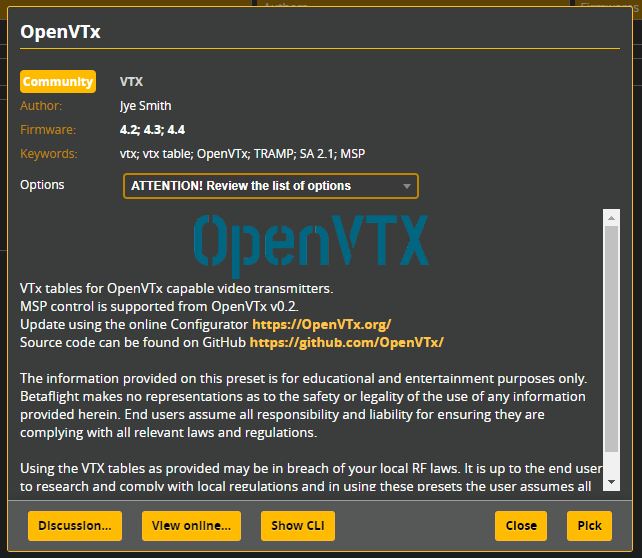 Authors
Firmwares
OpenVTx
Community VTX
Author: Jye Smith
Firmware: 4.2; 4.3; 4.4
Keywords: vtx; vtx table; OpenVTx; TRAMP; SA 2.1; MSP
Options ATTENTION! Review the list of options
OpenVTX
VTx tables for OpenVTx capable video transmitters.
MSP control is supported from OpenVTx v0.2.
Update using the online Configurator https://OpenVTx.org/
Source code can be found on GitHub https://github.com/OpenVTx/
The information provided on this preset is for educational and entertainment purposes only.
Betaflight makes no representations as to the safety or legality of the use of any information
provided herein. End users assume all responsibility and liability for ensuring they are
complying with all relevant laws and regulations.
Using the VTX tables as provided may be in breach of your local RF laws. It is up to the end user
to research and comply with local regulations and in using these presets the user assumes all
Discussion... View online... Show CLI Close Pick